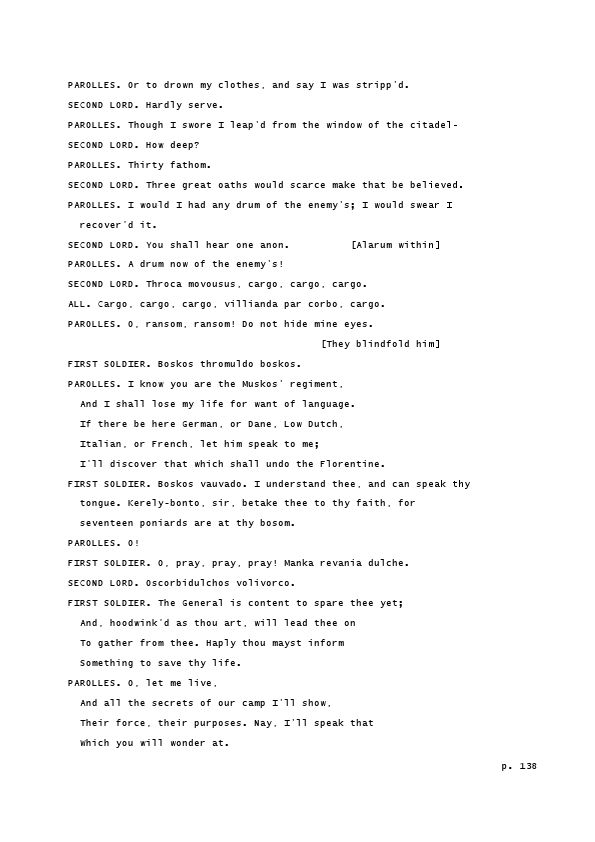 PAROLLES. Or to drown my clothes, and say I was stripp'd.
SECOND LORD. Hardly serve.
PAROLLES. Though I swore I leap'd from the window of the citadel-
SECOND LORD. How deep?
PAROLLES. Thirty fathom.
SECOND LORD. Three great oaths would scarce make that be believed.
PAROLLES. I would I had any drum of the enemy's; I would swear I
recover'd it.
SECOND LORD. You shall hear one anon. [Alarum within]
PAROLLES. A drum now of the enemy's!
SECOND LORD. Throca movousus, cargo, cargo, cargo.
ALL. Cargo, cargo, cargo, villianda par corbo, cargo.
PAROLLES. O, ransom, ransom! Do not hide mine eyes.
[They blindfold him]
FIRST SOLDIER. Boskos thromuldo boskos.
PAROLLES. I know you are the Muskos' regiment,
And I shall lose my life for want of language.
If there be here German, or Dane, Low Dutch,
Italian, or French, let him speak to me;
I'll discover that which shall undo the Florentine.
FIRST SOLDIER. Boskos vauvado. I understand thee, and can speak thy
tongue. Kerely-bonto, sir, betake thee to thy faith, for
seventeen poniards are at thy bosom.
PAROLLES. O!
FIRST SOLDIER. O, pray, pray, pray! Manka revania dulche.
SECOND LORD. Oscorbidulchos volivorco.
FIRST SOLDIER. The General is content to spare thee yet;
And, hoodwink'd as thou art, will lead thee on
To gather from thee. Haply thou mayst inform
Something to save thy life.
PAROLLES. O, let me live,
And all the secrets of our camp I'll show,
Their force, their purposes. Nay, I'll speak that
Which you will wonder at.
p. 138